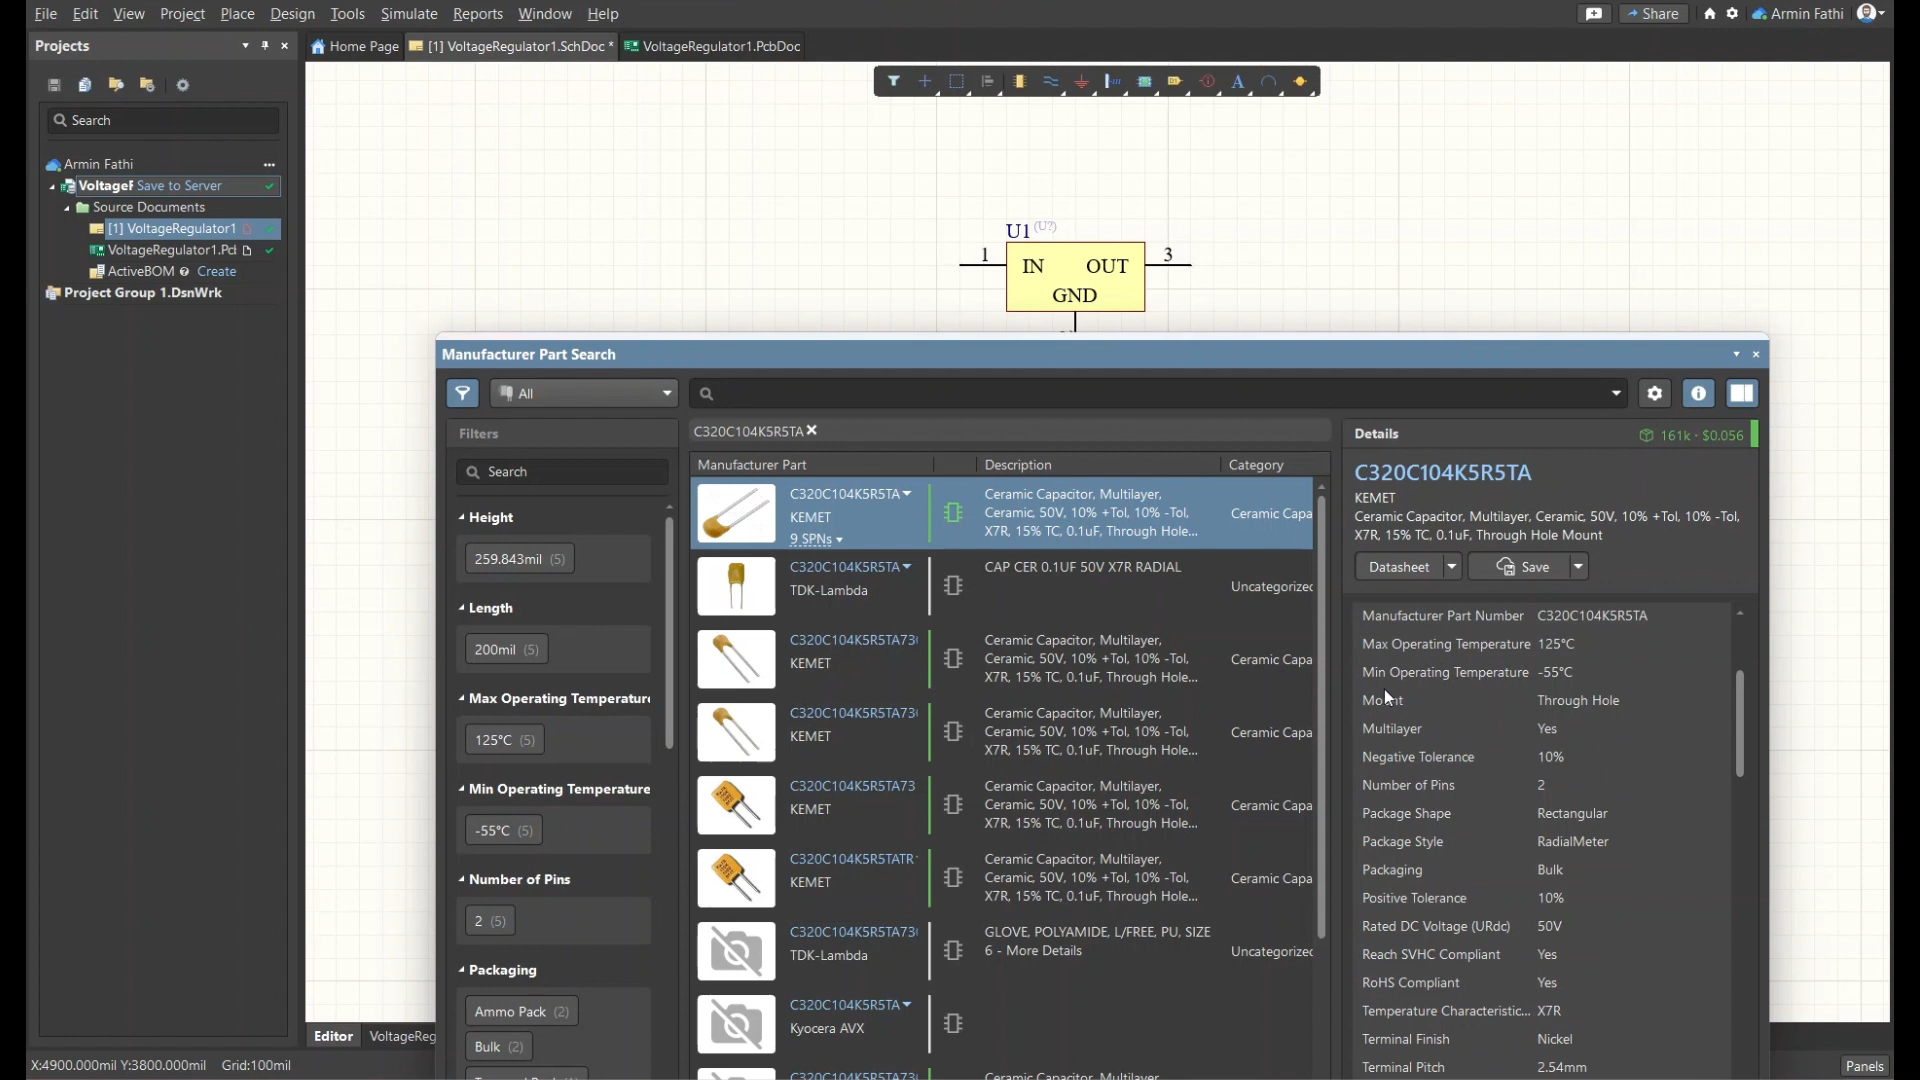 File Edit View Project Place Design Tools Simulate Reports Window Help
Share Armin Fathi
Projects
Home Page [1] VoltageRegulator1.SchDoc * VoltageRegulator1.PcbDoc
Search
Armin Fathi
VoltageF Save to Server
Source Documents
[1] VoltageRegulator1
VoltageRegulator1.Pcl
ActiveBOM Create
Project Group 1.DsnWrk
U1 (U?)
1 IN OUT 3
GND
Manufacturer Part Search
All
Filters
Search
Height
259.843mil (5)
Length
200mil (5)
Max Operating Temperature
125°C (5)
Min Operating Temperature
-55°C (5)
Number of Pins
2 (5)
Packaging
Ammo Pack (2)
Bulk (2)
C320C104K5R5TA
Manufacturer Part Description Category
C320C104K5R5TA
KEMET
9 SPNs
Ceramic Capacitor, Multilayer,
Ceramic, 50V, 10% +Tol, 10% -Tol,
X7R, 15% TC, 0.1uF, Through Hole...
Ceramic Capa
C320C104K5R5TA
TDK-Lambda
CAP CER 0.1UF 50V X7R RADIAL
Uncategorized
C320C104K5R5TA730
KEMET
Ceramic Capacitor, Multilayer,
Ceramic, 50V, 10% +Tol, 10% -Tol,
X7R, 15% TC, 0.1uF, Through Hole...
Ceramic Capa
C320C104K5R5TA730
KEMET
Ceramic Capacitor, Multilayer,
Ceramic, 50V, 10% +Tol, 10% -Tol,
X7R, 15% TC, 0.1uF, Through Hole...
Ceramic Capa
C320C104K5R5TA73
KEMET
Ceramic Capacitor, Multilayer,
Ceramic, 50V, 10% +Tol, 10% -Tol,
X7R, 15% TC, 0.1uF, Through Hole...
Ceramic Capa
C320C104K5R5TATR
KEMET
Ceramic Capacitor, Multilayer,
Ceramic, 50V, 10% +Tol, 10% -Tol,
X7R, 15% TC, 0.1uF, Through Hole...
Ceramic Capa
C320C104K5R5TA730
TDK-Lambda
GLOVE, POLYAMIDE, L/FREE, PU, SIZE
6 - More Details
Uncategorized
C320C104K5R5TA
Kyocera AVX
C320C104K5R5TA730
Ceramic Capacitor, Multilayer,
Details 161k - $0.056
C320C104K5R5TA
KEMET
Ceramic Capacitor, Multilayer, Ceramic, 50V, 10% +Tol, 10% -Tol,
X7R, 15% TC, 0.1uF, Through Hole Mount
Datasheet Save
Manufacturer Part Number C320C104K5R5TA
Max Operating Temperature 125°C
Min Operating Temperature -55°C
Mount Through Hole
Multilayer Yes
Negative Tolerance 10%
Number of Pins 2
Package Shape Rectangular
Package Style RadialMeter
Packaging Bulk
Positive Tolerance 10%
Rated DC Voltage (URdc) 50V
Reach SVHC Compliant Yes
RoHS Compliant Yes
Temperature Characteristic... X7R
Terminal Finish Nickel
Terminal Pitch 2.54mm
Editor VoltageReg
X:4900.000mil Y:3800.000mil Grid:100mil
Panels